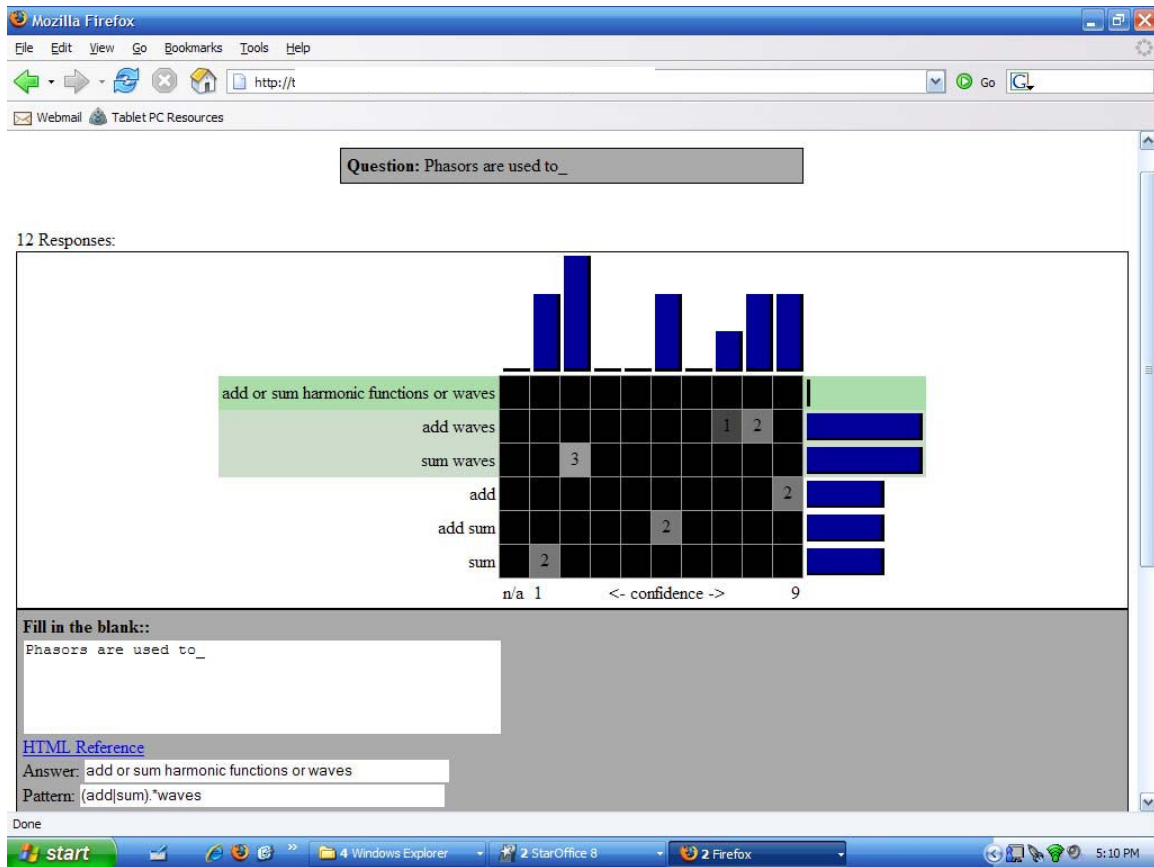 Mozilla Firefox
File Edit View Go Bookmarks Tools Help
http://t
Go
G
Webmail Tablet PC Resources
Question: Phasors are used to_
12 Responses:
add or sum harmonic functions or waves
add waves 1 2
sum waves 3
add 2
add sum 2
sum 2
n/a 1 <- confidence -> 9
Fill in the blank::
Phasors are used to_
HTML Reference
Answer: add or sum harmonic functions or waves
Pattern: (add|sum).*waves
Done
start » 4 Windows Explorer 2 StarOffice 8 2 Firefox 5:10 PM